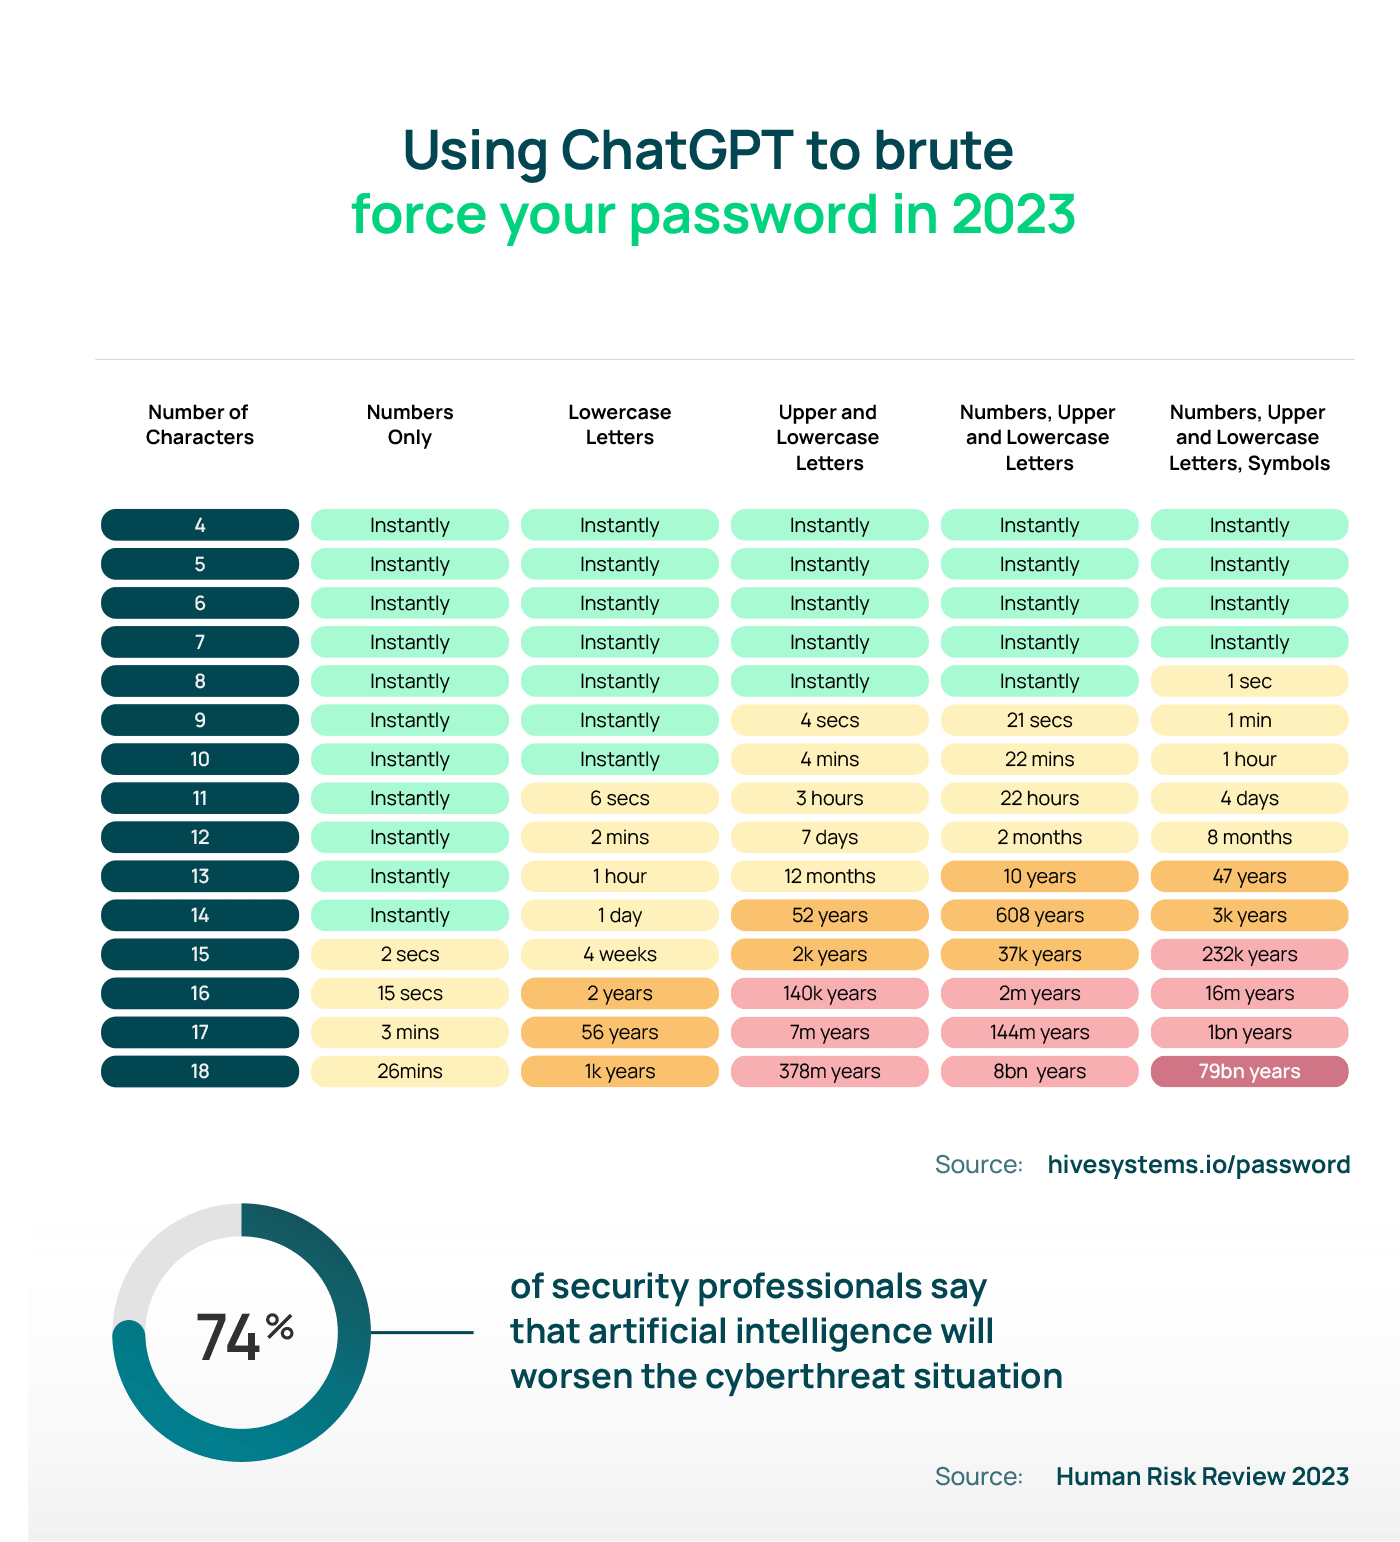 Using ChatGPT to brute
force your password in 2023
Number of Characters Numbers Only Lowercase Letters Upper and Lowercase Letters Numbers, Upper and Lowercase Letters Numbers, Upper and Lowercase Letters, Symbols
4 Instantly Instantly Instantly Instantly Instantly
5 Instantly Instantly Instantly Instantly Instantly
6 Instantly Instantly Instantly Instantly Instantly
7 Instantly Instantly Instantly Instantly Instantly
8 Instantly Instantly Instantly Instantly 1 sec
9 Instantly Instantly 4 secs 21 secs 1 min
10 Instantly Instantly 4 mins 22 mins 1 hour
11 Instantly 6 secs 3 hours 22 hours 4 days
12 Instantly 2 mins 7 days 2 months 8 months
13 Instantly 1 hour 12 months 10 years 47 years
14 Instantly 1 day 52 years 608 years 3k years
15 2 secs 4 weeks 2k years 37k years 232k years
16 15 secs 2 years 140k years 2m years 16m years
17 3 mins 56 years 7m years 144m years 1bn years
18 26mins 1k years 378m years 8bn years 79bn years
Source: hivesystems.io/password
74%
of security professionals say
that artificial intelligence will
worsen the cyberthreat situation
Source: Human Risk Review 2023